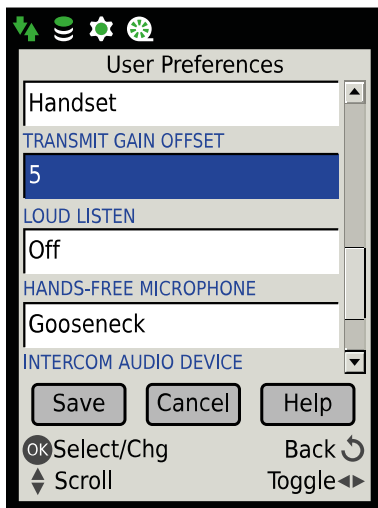 User Preferences
Handset
TRANSMIT GAIN OFFSET
5
LOUD LISTEN
Off
HANDS-FREE MICROPHONE
Gooseneck
INTERCOM AUDIO DEVICE
Save Cancel Help
OK Select/Chg Back
Scroll Toggle